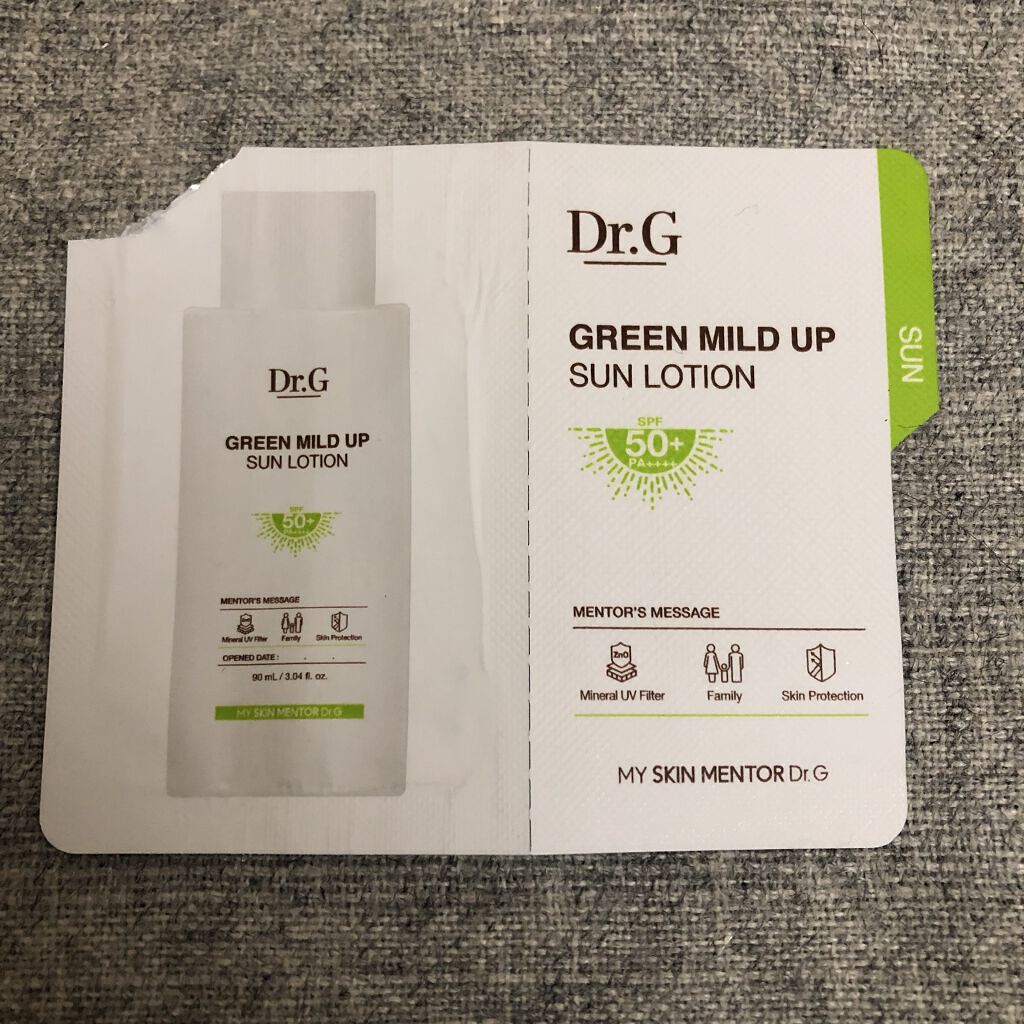 Dr.G
GREEN MILD UP
SUN LOTION
SPF
50+
PA++++
MENTOR'S MESSAGE
Mineral UV Filter
Family
Skin Protection
OPENED DATE : . .
90 mL / 3.04 fl. oz.
MY SKIN MENTOR Dr.G
Dr.G
GREEN MILD UP
SUN LOTION
SPF
50+
PA++++
MENTOR'S MESSAGE
ZnO
Mineral UV Filter
Family
Skin Protection
MY SKIN MENTOR Dr.G
SUN